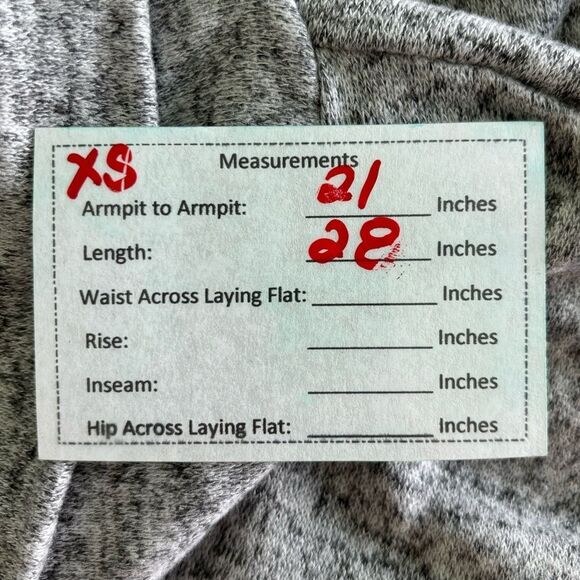 XS
Measurements
Armpit to Armpit: 21 Inches
Length: 28 Inches
Waist Across Laying Flat: Inches
Rise: Inches
Inseam: Inches
Hip Across Laying Flat: Inches